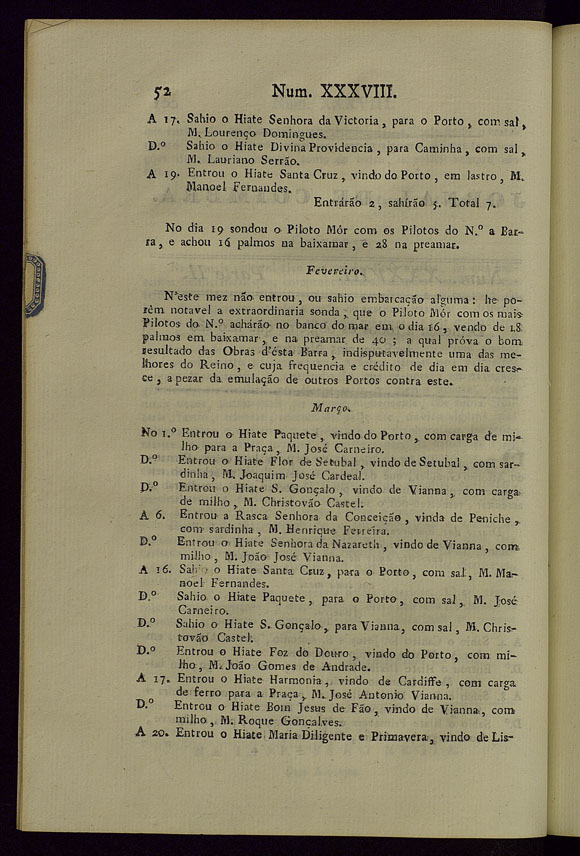 52 Num. XXXVIII.
A 17. Sahio o Hiate Senhora da Victoria, para o Porto, com sal,
M. Lourenço Domingues.
D.º Sahio o Hiate Divina Providencia, para Caminha, com sal,
M. Lauriano Serrão.
A 19. Entrou o Hiate Santa Cruz, vindo do Porto, em lastro, M.
Manoel Fernandes.
Entrárão 2, sahírão 5. Total 7.
No dia 19 sondou o Piloto Mór com os Pilotos do N.º a Bar-
ra, e achou 16 palmos na baixamar, e 28 na preamar.
Fevereiro.
N'este mez não entrou, ou sahio embarcação alguma: he po-
rém notavel a extraordinaria sonda, que o Piloto Mór com os mais
Pilotos do N.º achárão no banco do mar em o dia 16, vendo de 18
palmos em baixamar, e na preamar de 40; a qual próva o bom
resultado das Obras d'ésta Barra, indisputavelmente uma das me-
lhores do Reino, e cuja frequencia e crédito de dia em dia cres-
ce, a pezar da emulação de outros Portos contra este.
Março.
No 1.º Entrou o Hiate Paquete, vindo do Porto, com carga de mi-
lho para a Praça, M. José Carneiro.
D.º Entrou o Hiate Flor de Setubal, vindo de Setubal, com sar-
dinha, M. Joaquim José Cardeal.
D.º Entrou o Hiate S. Gonçalo, vindo de Vianna, com carga
de milho, M. Christovão Castel.
A 6. Entrou a Rasca Senhora da Conceição, vinda de Peniche,
com sardinha, M. Henrique Ferreira.
D.º Entrou o Hiate Senhora da Nazareth, vindo de Vianna, com
milho, M. João José Vianna.
A 16. Sahio o Hiate Santa Cruz, para o Porto, com sal, M. Ma-
noel Fernandes.
D.º Sahio o Hiate Paquete, para o Porto, com sal, M. José
Carneiro.
D.º Sahio o Hiate S. Gonçalo, para Vianna, com sal, M. Chris-
tovão Castel.
D.º Entrou o Hiate Foz do Douro, vindo do Porto, com mi-
lho, M. João Gomes de Andrade.
A 17. Entrou o Hiate Harmonia, vindo de Cardiffe, com carga
de ferro para a Praça, M. José Antonio Vianna.
D.º Entrou o Hiate Bom Jesus de Fão, vindo de Vianna, com
milho, M. Roque Gonçalves.
A 20. Entrou o Hiate Maria Diligente e Primavera, vindo de Lis-